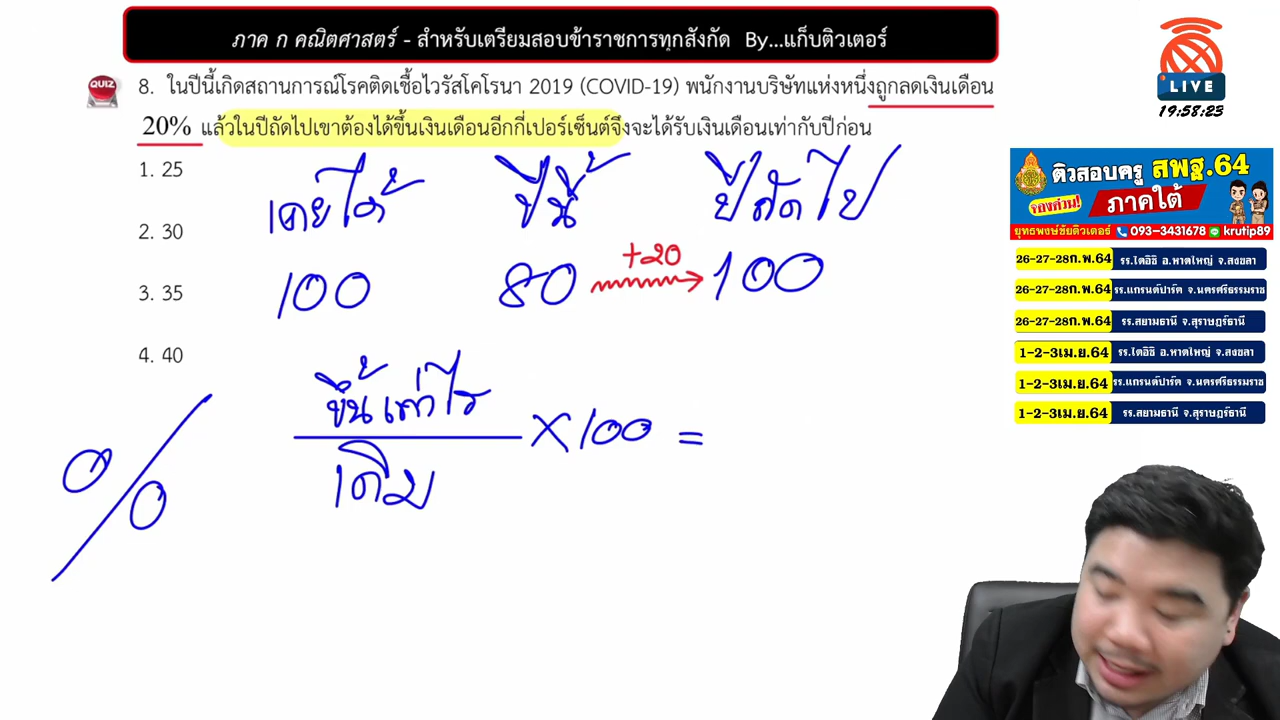 ภาค ก คณิตศาสตร์ - สำหรับเตรียมสอบข้าราชการทุกสังกัด By...แก็บติวเตอร์
QUIZ
8. ในปีนี้เกิดสถานการณ์โรคติดเชื้อไวรัสโคโรนา 2019 (COVID-19) พนักงานบริษัทแห่งหนึ่งถูกลดเงินเดือน
20% แล้วในปีถัดไปเขาต้องได้ขึ้นเงินเดือนอีกกี่เปอร์เซ็นต์จึงจะได้รับเงินเดือนเท่ากับปีก่อน
1. 25
2. 30
3. 35
4. 40
เคยได้ ปีนี้ ปีถัดไป
100 80 +20 100
ขึ้นเท่าไร
เดิม
×100 =
%
LIVE
19:58:23
ติวสอบครู สพฐ.64
จองด่วน! ภาคใต้
ยุทธพงษ์ชัยติวเตอร์ 093-3431678 krutip89
26-27-28ก.พ.64 รร.ไดอิชิ อ.หาดใหญ่ จ.สงขลา
26-27-28ก.พ.64 รร.แกรนด์ปาร์ค จ.นครศรีธรรมราช
26-27-28ก.พ.64 รร.สยามธานี จ.สุราษฎร์ธานี
1-2-3เม.ย.64 รร.ไดอิชิ อ.หาดใหญ่ จ.สงขลา
1-2-3เม.ย.64 รร.แกรนด์ปาร์ค จ.นครศรีธรรมราช
1-2-3เม.ย.64 รร.สยามธานี จ.สุราษฎร์ธานี